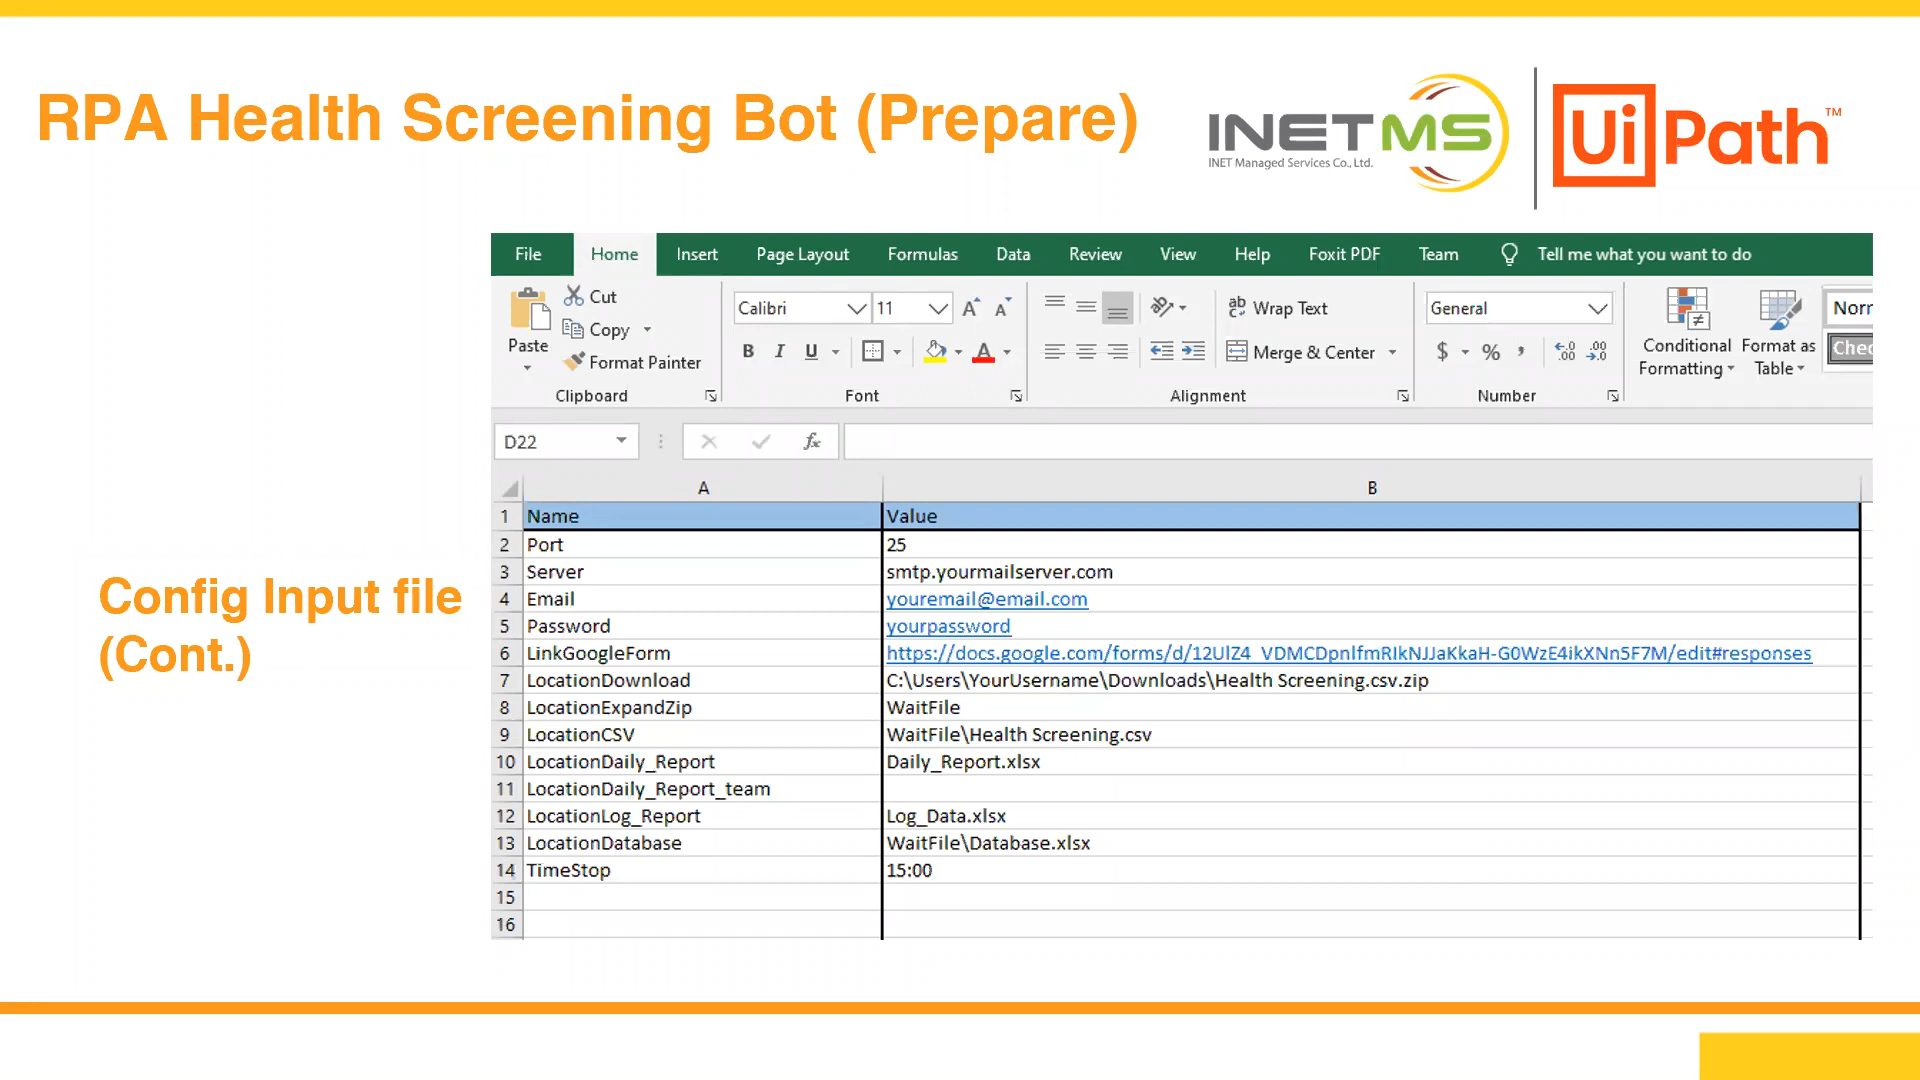 RPA Health Screening Bot (Prepare)
INETMS
INET Managed Services Co., Ltd.
UiPath™
Config Input file
(Cont.)
File Home Insert Page Layout Formulas Data Review View Help Foxit PDF Team Tell me what you want to do
Paste
Cut
Copy
Format Painter
Clipboard
Calibri 11
B I U
Font
Wrap Text
Merge & Center
Alignment
General
$ % ,
Number
Conditional
Formatting
Format as
Table
D22
fx
A B
1 Name Value
2 Port 25
3 Server smtp.yourmailserver.com
4 Email youremail@email.com
5 Password yourpassword
6 LinkGoogleForm https://docs.google.com/forms/d/12UlZ4_VDMCDpnlfmRIkNJJaKkaH-G0WzE4ikXNn5F7M/edit#responses
7 LocationDownload C:\Users\YourUsername\Downloads\Health Screening.csv.zip
8 LocationExpandZip WaitFile
9 LocationCSV WaitFile\Health Screening.csv
10 LocationDaily_Report Daily_Report.xlsx
11 LocationDaily_Report_team
12 LocationLog_Report Log_Data.xlsx
13 LocationDatabase WaitFile\Database.xlsx
14 TimeStop 15:00
15
16